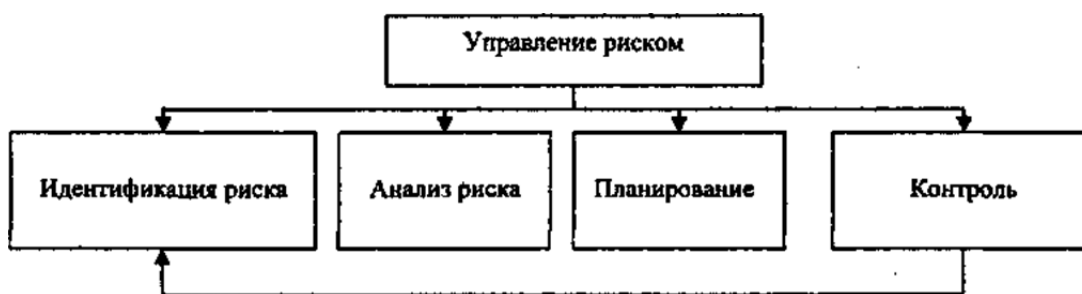 Управление риском
Идентификация риска
Анализ риска
Планирование
Контроль